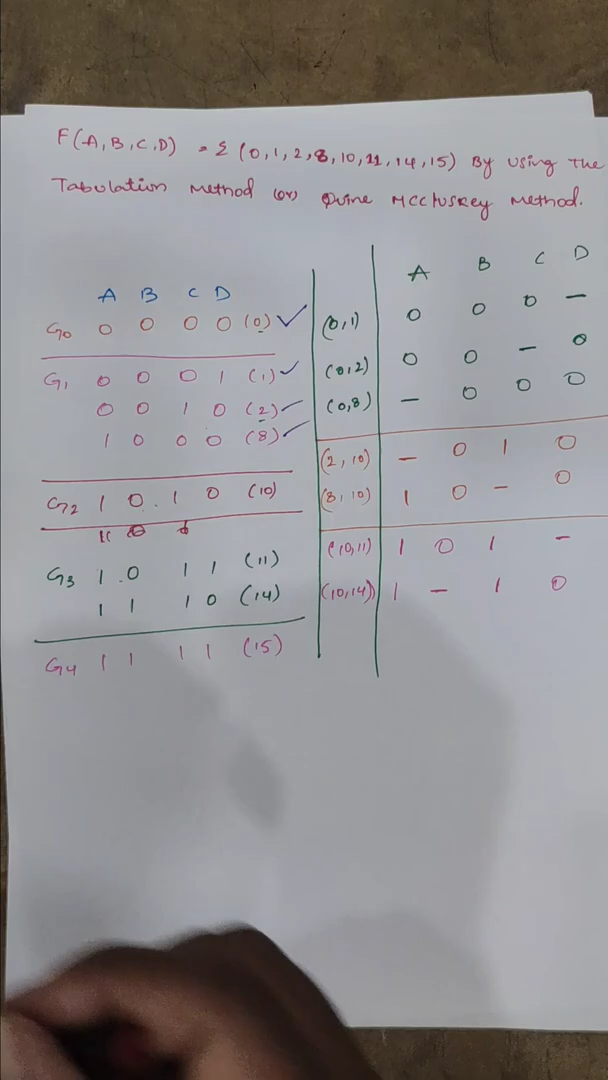 F(A,B,C,D) = Σ (0,1,2,8,10,11,14,15) By using the
Tabulation Method (or) Quine MCClusKey Method.
A B C D
G0 0 0 0 0 (0) ✓
G1 0 0 0 1 (1) ✓
0 0 1 0 (2) ✓
1 0 0 0 (8) ✓
G2 1 0 1 0 (10)
G3 1 0 1 1 (11)
1 1 1 0 (14)
G4 1 1 1 1 (15)
A B C D
(0,1) 0 0 0 –
(0,2) 0 0 – 0
(0,8) – 0 0 0
(2,10) – 0 1 0
(8,10) 1 0 – 0
(10,11) 1 0 1 –
(10,14) 1 – 1 0